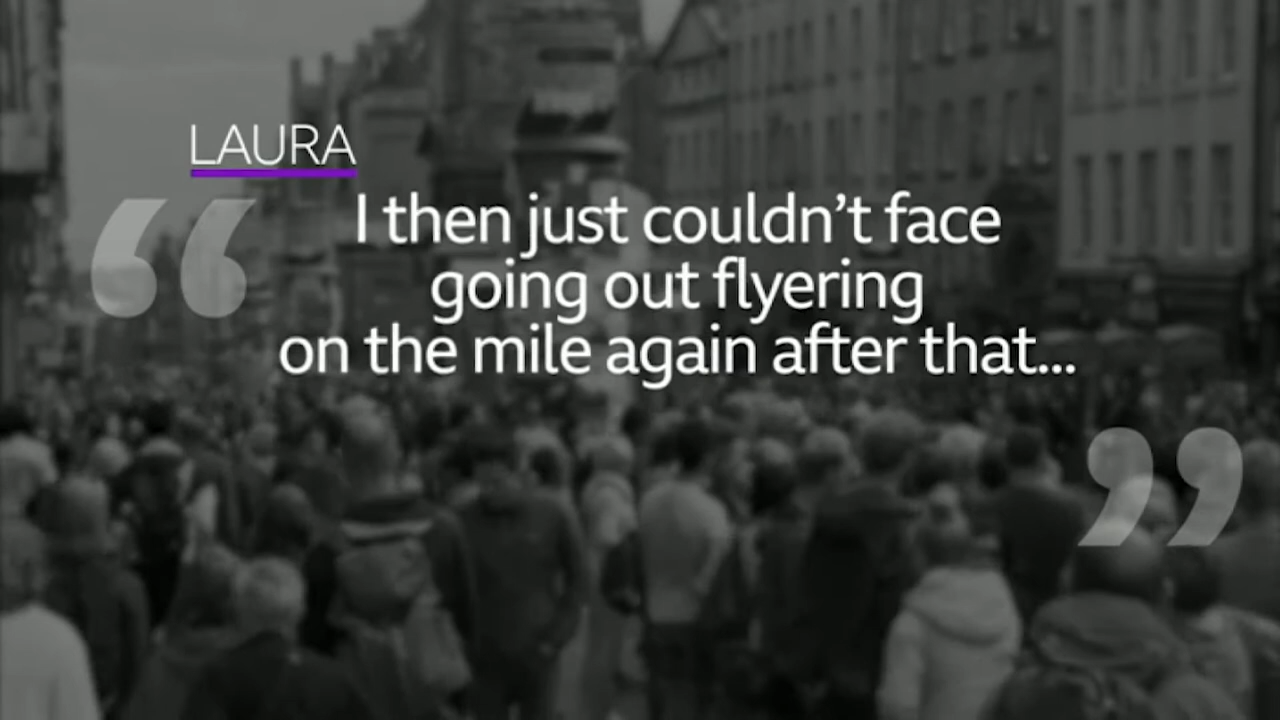 LAURA
“
I then just couldn’t face
going out flyering
on the mile again after that...
”